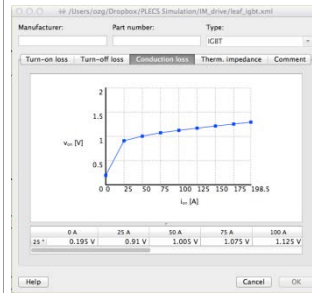 /Users/ozg/Dropbox/PLECS Simulation/IM_drive/leaf_igbt.xml
Manufacturer: Part number: Type:
IGBT
Turn-on loss Turn-off loss Conduction loss Therm. impedance Comment
2
1.5
von [V]
1
0.5
0 0 25 50 75 100 125 150 175 198.5
ion [A]
0 A 25 A 50 A 75 A 100 A
25 ° 0.195 V 0.91 V 1.005 V 1.075 V 1.125 V
Help Cancel OK